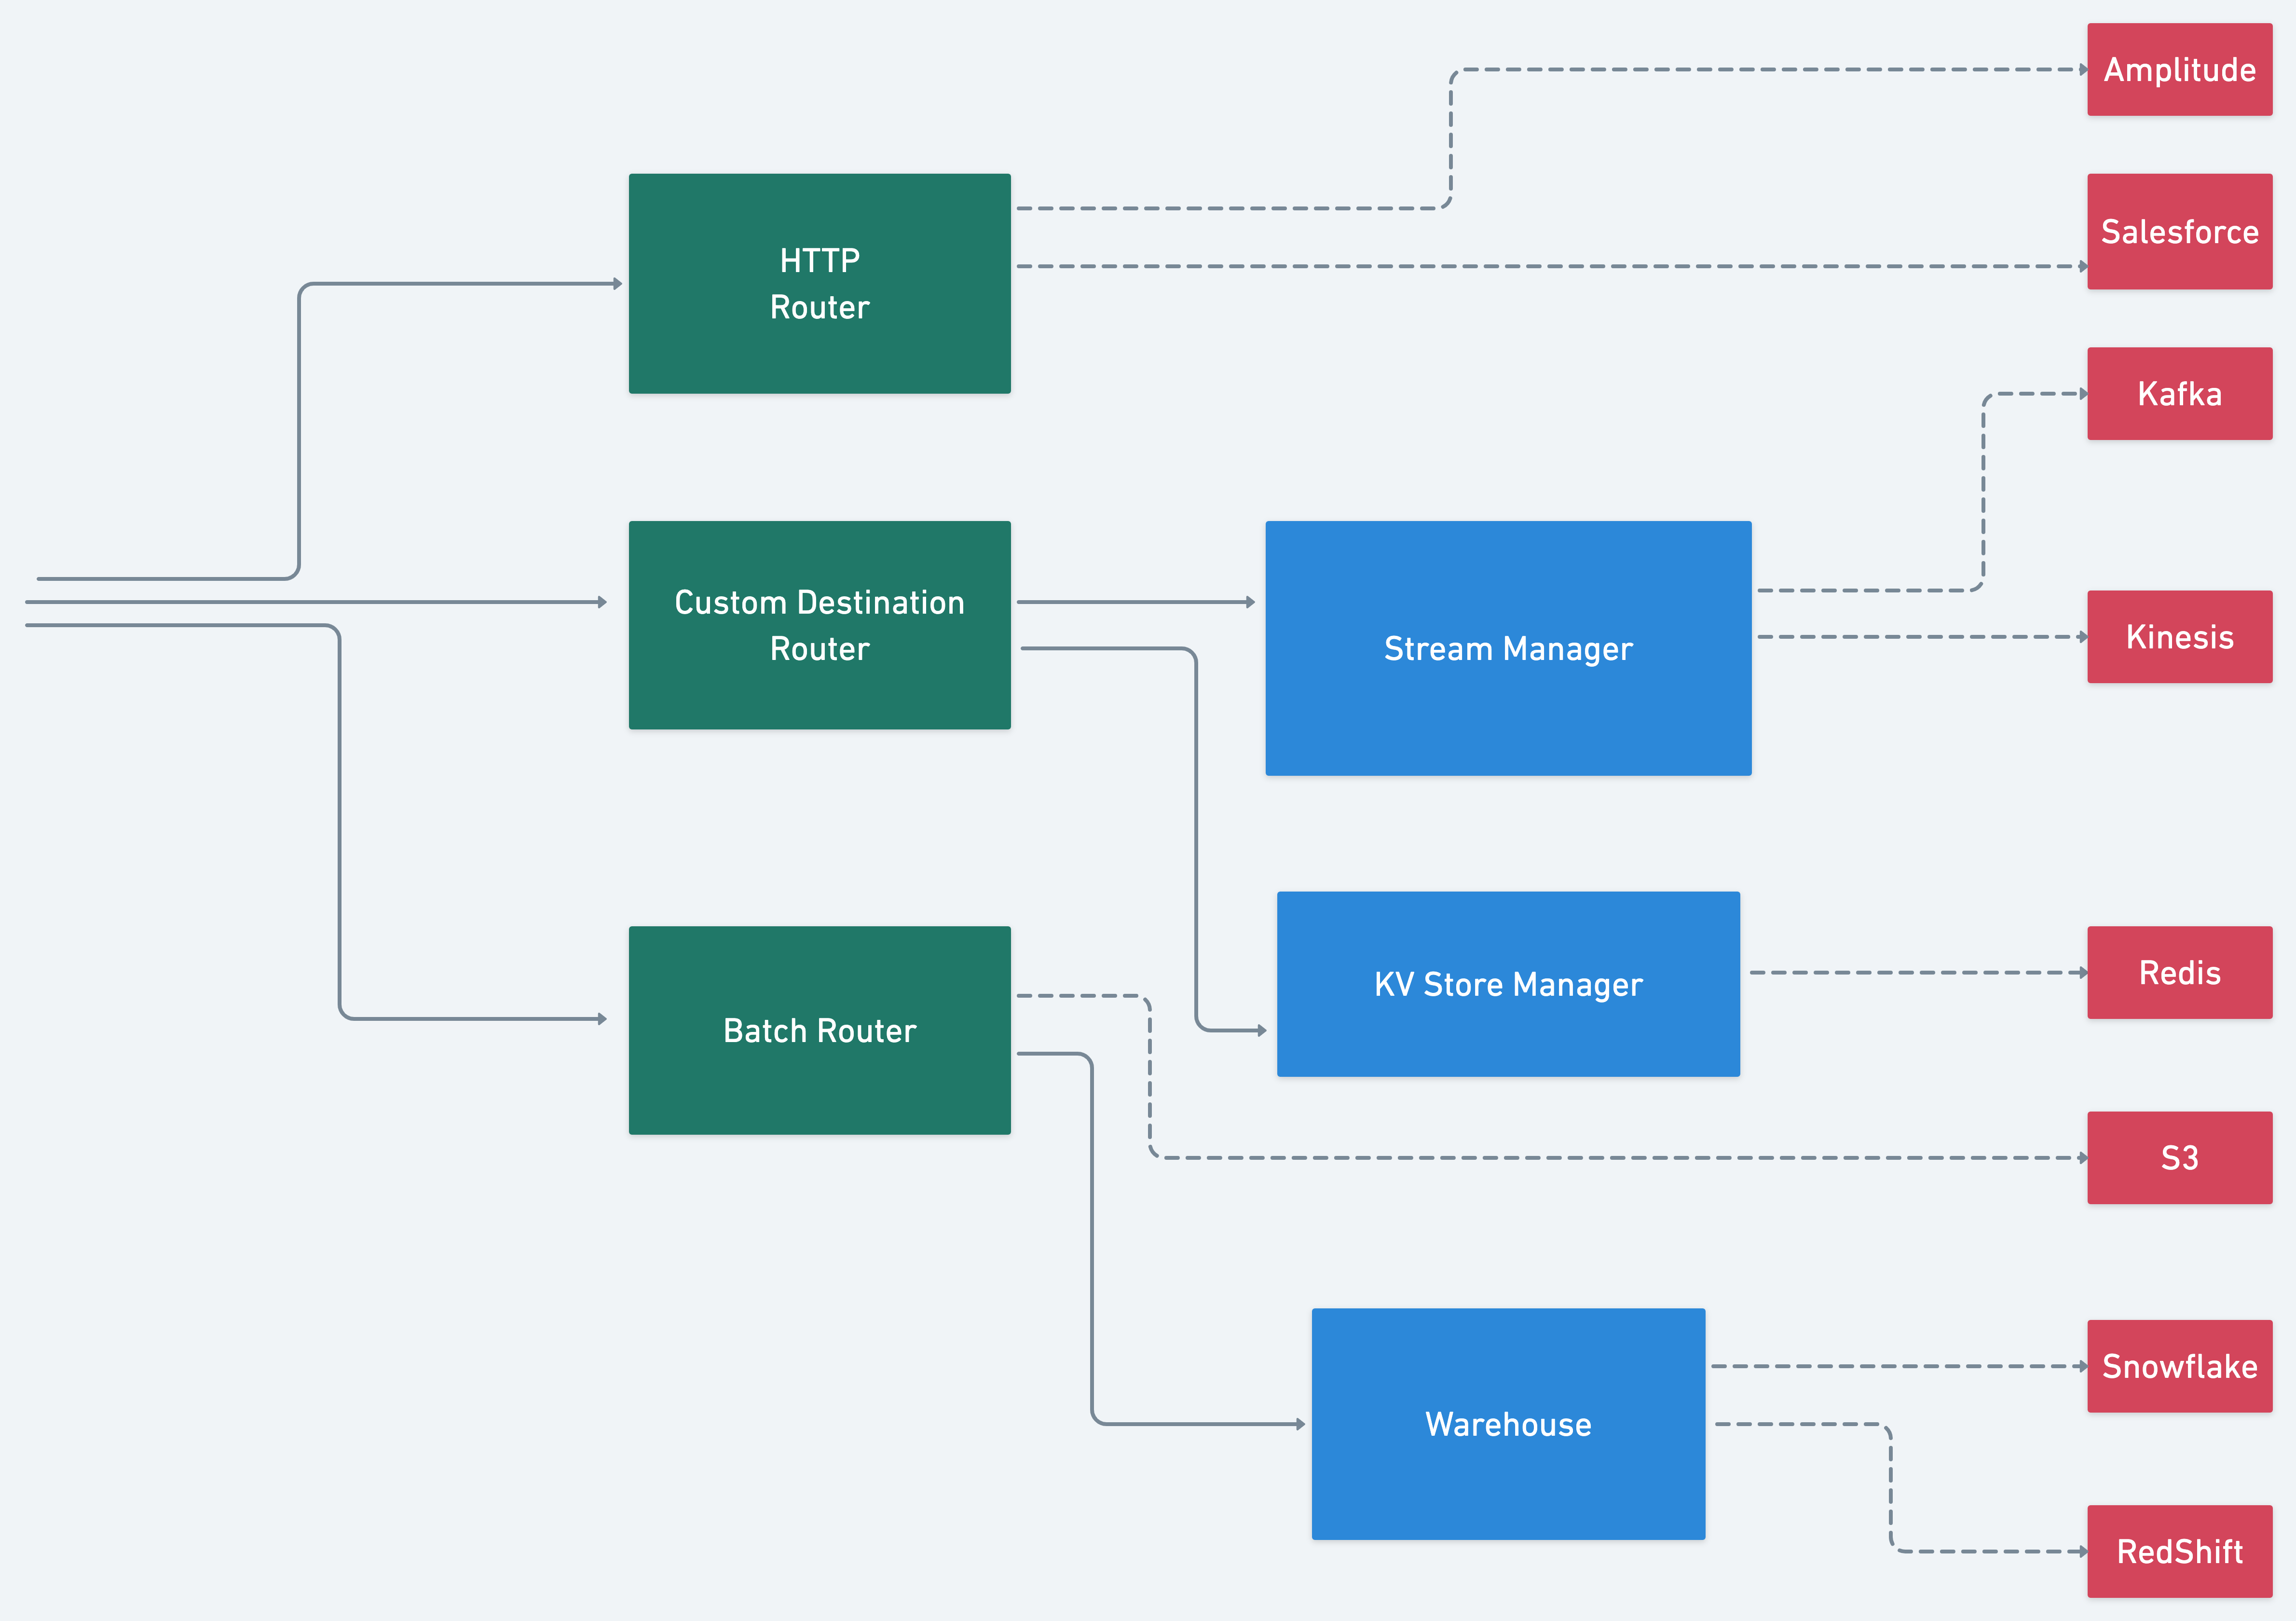 Amplitude
Salesforce
HTTP
Router
Kafka
Custom Destination
Router
Stream Manager
Kinesis
Batch Router
KV Store Manager
Redis
S3
Warehouse
Snowflake
RedShift